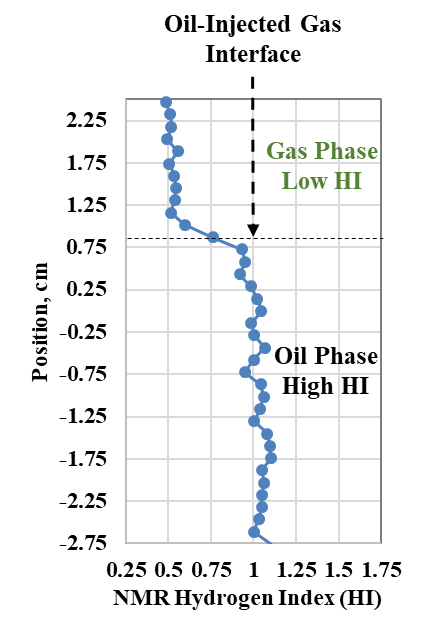 Oil-Injected Gas
Interface
2.25
1.75
1.25
0.75
0.25
-0.25
-0.75
-1.25
-1.75
-2.25
-2.75
Position, cm
Gas Phase
Low HI
Oil Phase
High HI
0.25 0.5 0.75 1 1.25 1.5 1.75
NMR Hydrogen Index (HI)